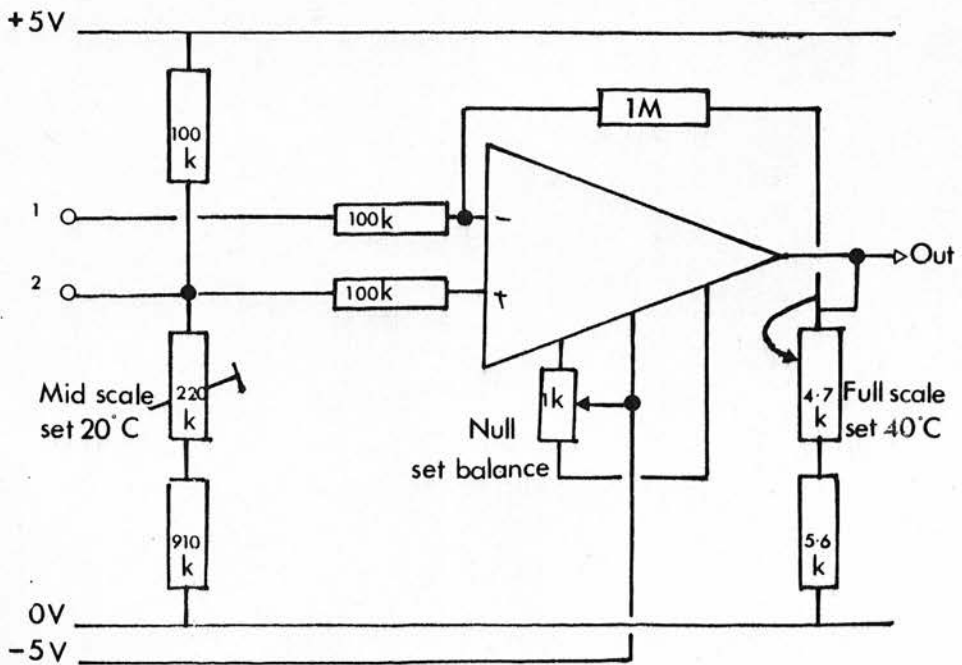 +5V
100
k
1M
1
100k
-
2
100k
+
Out
Mid scale
set 20°C
220
k
1k
Null
set balance
4.7
k
Full scale
set 40°C
910
k
5.6
k
0V
-5V